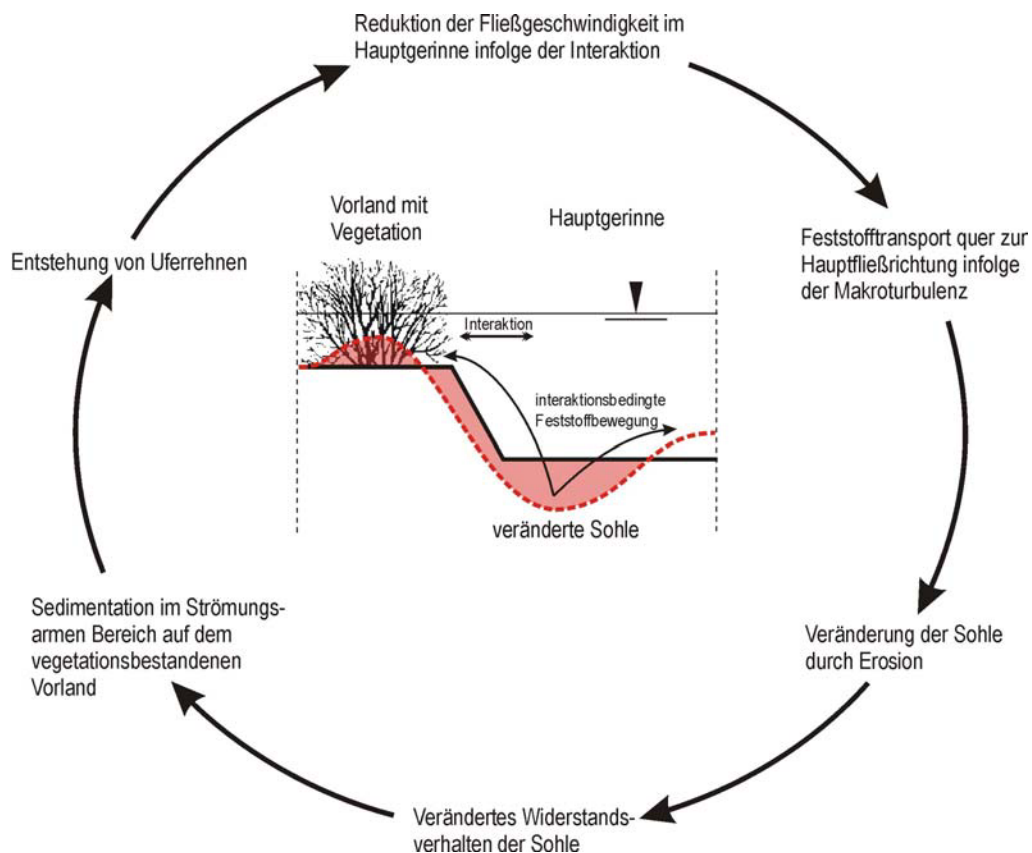 Reduktion der Fließgeschwindigkeit im
Hauptgerinne infolge der Interaktion
Feststofftransport quer zur
Hauptfließrichtung infolge
der Makroturbulenz
Veränderung der Sohle
durch Erosion
Verändertes Widerstands-
verhalten der Sohle
Sedimentation im Strömungs-
armen Bereich auf dem
vegetationsbestandenen
Vorland
Entstehung von Uferrehnen
Vorland mit
Vegetation
Hauptgerinne
Interaktion
interaktionsbedingte
Feststoffbewegung
veränderte Sohle